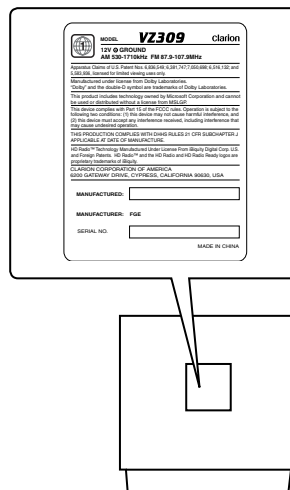 MODEL VZ309 Clarion
12V ⊖ GROUND
AM 530-1710kHz FM 87.9-107.9MHz
Apparatus Claims of U.S. Patent Nos. 4,836,549; 6,381,747; 7,050,698; 6,516,132; and
5,583,936, licensed for limited viewing uses only.
Manufactured under license from Dolby Laboratories.
"Dolby" and the double-D symbol are trademarks of Dolby Laboratories.
This product includes technology owned by Microsoft Corporation and cannot
be used or distributed without a license from MSLGP.
This device complies with Part 15 of the FCC rules. Operation is subject to the
following two conditions: (1) this device may not cause harmful interference, and
(2) this device must accept any interference received, including interference that
may cause undesired operation.
THIS PRODUCTION COMPLIES WITH DHHS RULES 21 CFR SUBCHAPTER J
APPLICABLE AT DATE OF MANUFACTURE.
HD Radio™ Technology Manufactured Under License From iBiquity Digital Corp. U.S.
and Foreign Patents. HD Radio™ and the HD Radio and HD Radio Ready logos are
proprietary trademarks of iBiquity.
CLARION CORPORATION OF AMERICA
6200 GATEWAY DRIVE, CYPRESS, CALIFORNIA 90630, USA
MANUFACTURED:
MANUFACTURER: FGE
SERIAL NO.
MADE IN CHINA